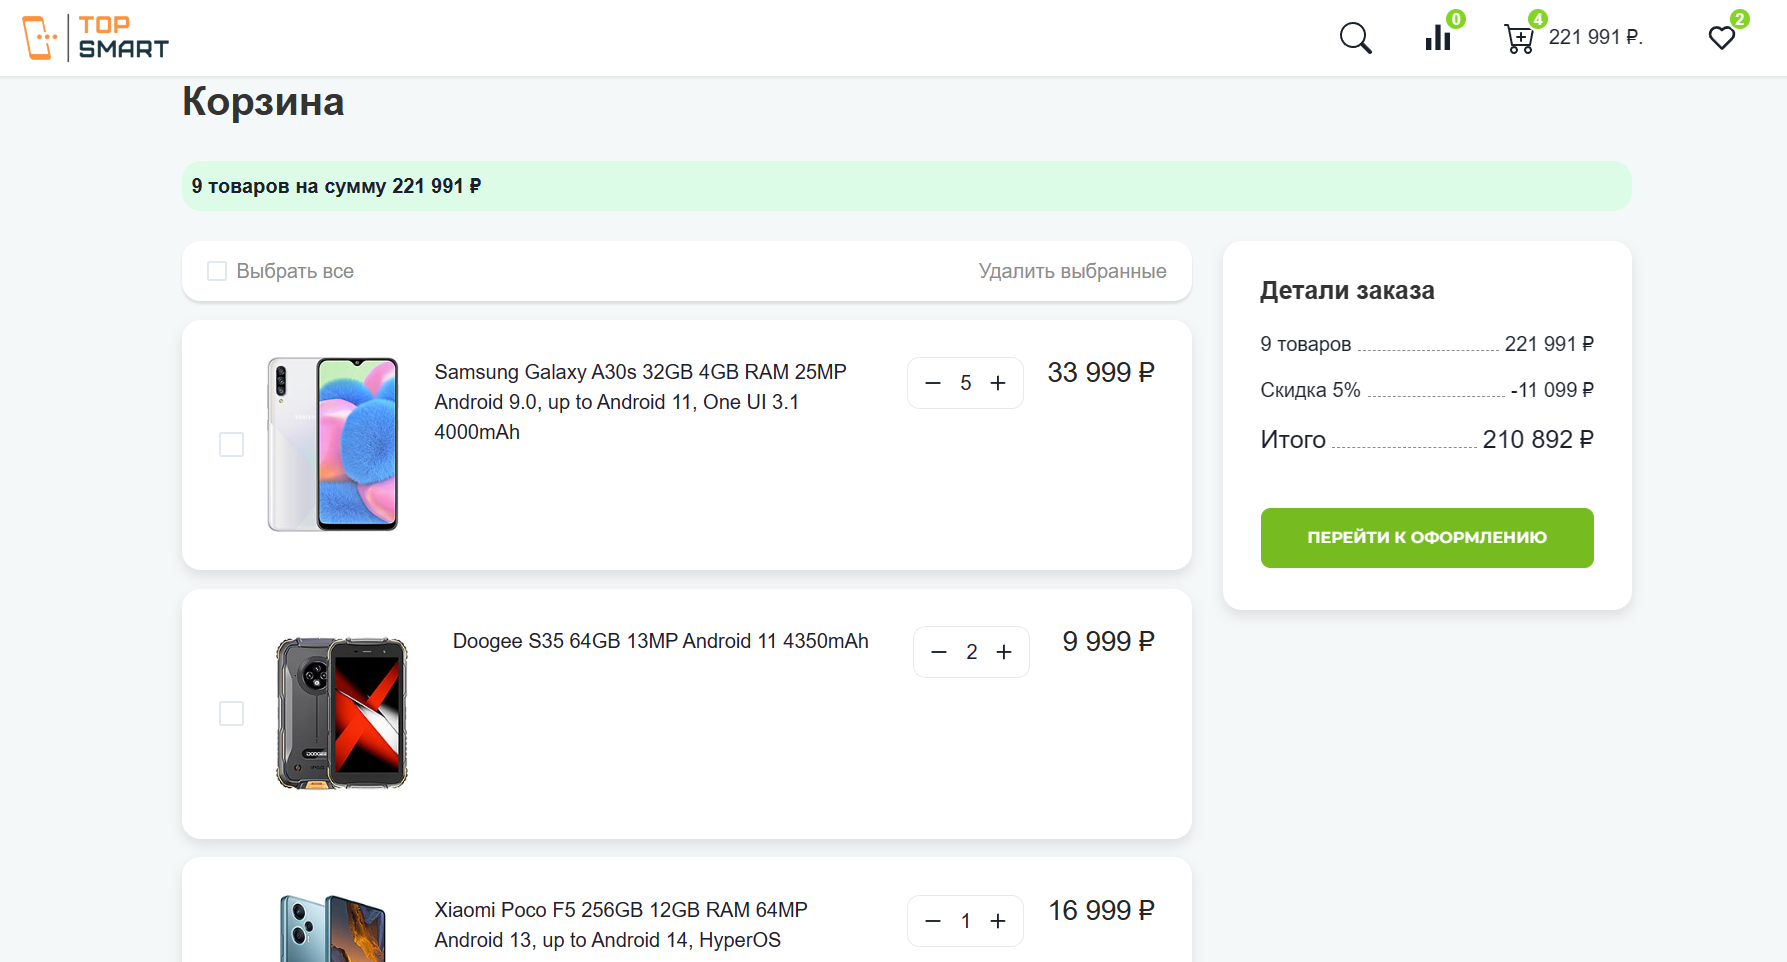 TOP
SMART
0
4
221 991 ₽.
2
Корзина
9 товаров на сумму 221 991 ₽
Выбрать все
Удалить выбранные
Samsung Galaxy A30s 32GB 4GB RAM 25MP
Android 9.0, up to Android 11, One UI 3.1
4000mAh
5
33 999 ₽
Doogee S35 64GB 13MP Android 11 4350mAh
2
9 999 ₽
Xiaomi Poco F5 256GB 12GB RAM 64MP
Android 13, up to Android 14, HyperOS
1
16 999 ₽
Детали заказа
9 товаров 221 991 ₽
Скидка 5% -11 099 ₽
Итого 210 892 ₽
ПЕРЕЙТИ К ОФОРМЛЕНИЮ